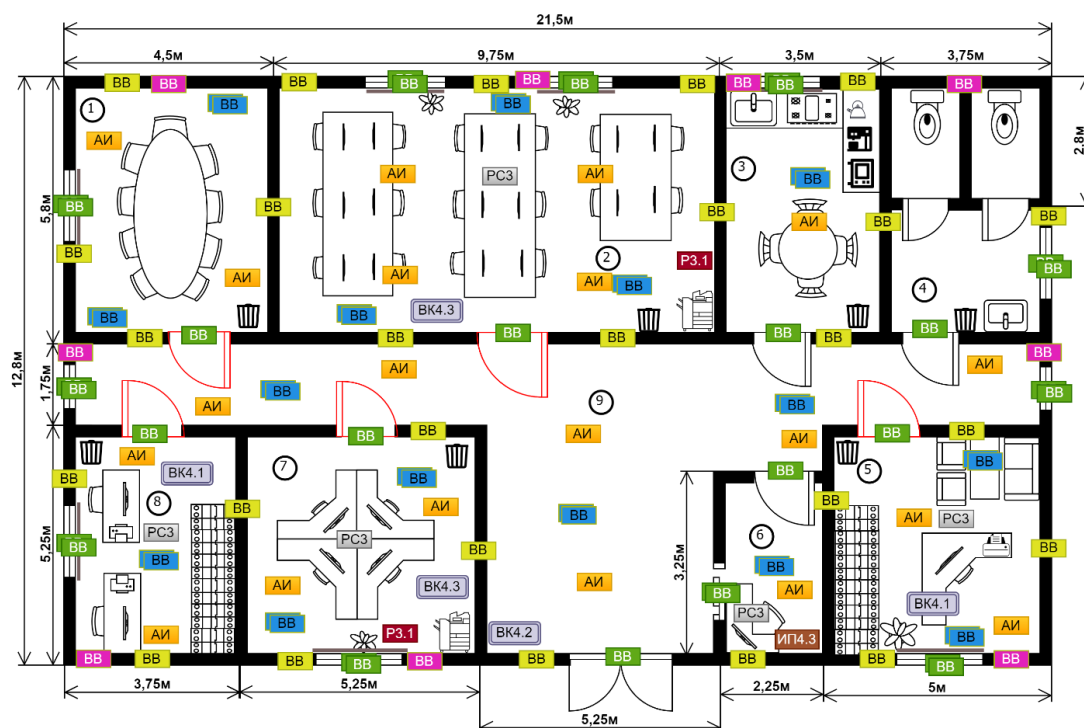 21,5м
4,5м 9,75м 3,5м 3,75м
ВВ ВВ ВВ ВВ ВВ ВВ ВВ ВВ ВВ ВВ ВВ ВВ
1 ВВ ВВ
2,8м
АИ
3
АИ РС3 АИ ВВ
5,8м
ВВ ВВ ВВ ВВ АИ ВВ ВВ
ВВ
2 Р3.1 ВВ
АИ АИ АИ ВВ 4
ВВ ВВ ВК4.3
ВВ ВВ ВВ ВВ ВВ ВВ ВВ ВВ ВВ
ВВ ВВ
12,8м
1,75м
АИ АИ
ВВ ВВ ВВ
АИ 9 ВВ
ВВ ВВ ВВ АИ АИ ВВ ВВ
АИ 7 5 ВВ
ВВ ВК4.1 ВВ ВВ
8 ВВ АИ ВВ АИ РС3
5,25м
РС3 РС3 6
ВВ ВВ ВВ ВВ
3,25м
АИ ВК4.3 АИ ВВ АИ ВВ ВК4.1
РС3
АИ ВВ Р3.1 ВК4.2 ИП4.3 ВВ АИ
ВВ ВВ ВВ ВВ ВВ ВВ ВВ ВВ ВВ
3,75м 5,25м 2,25м 5м
5,25м